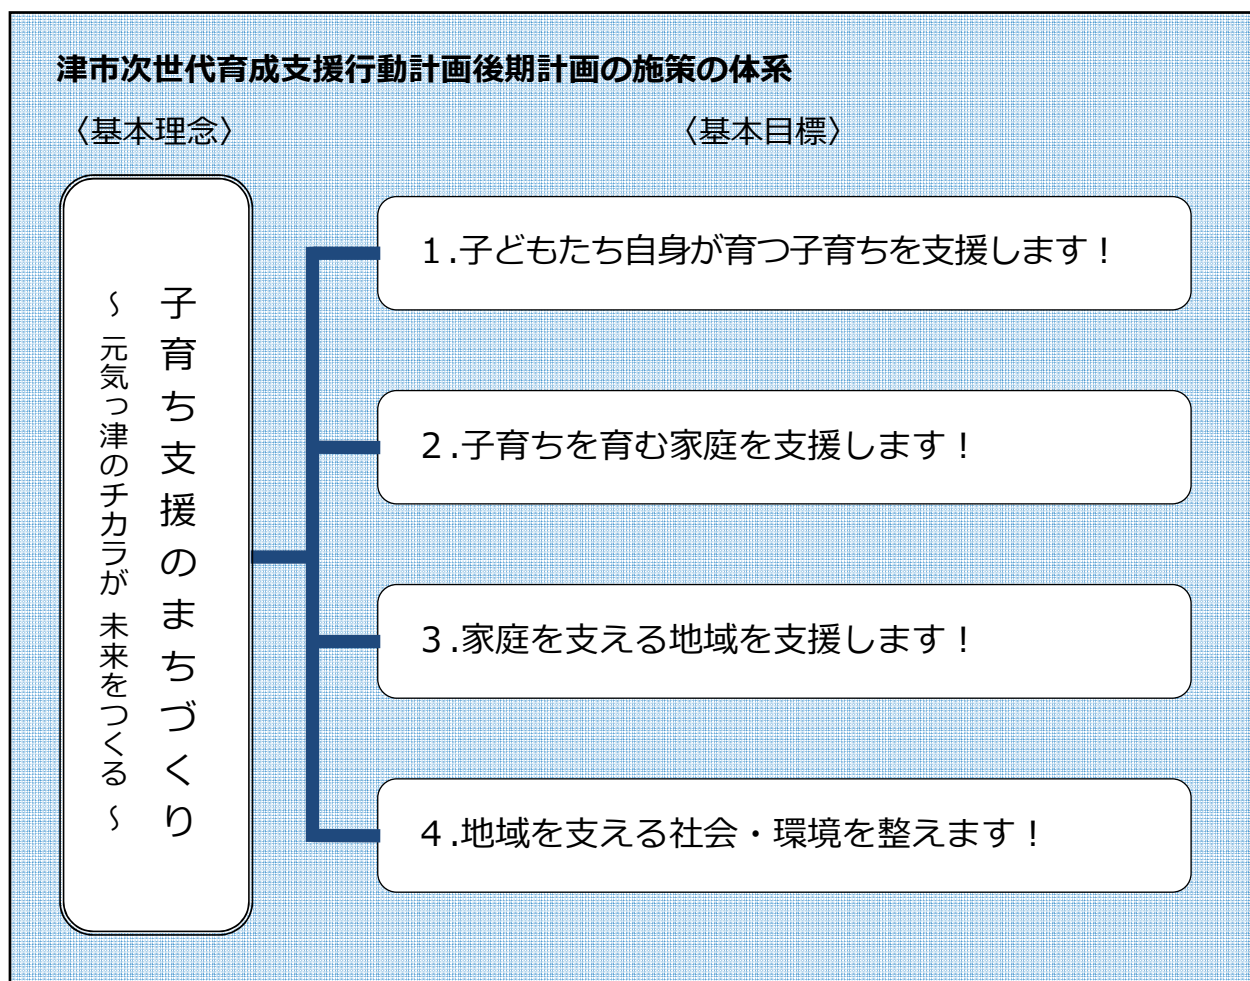 津市次世代育成支援行動計画後期計画の施策の体系
〈基本理念〉
〈基本目標〉
子育ち支援のまちづくり
～ 元気っ津のチカラが 未来をつくる ～
１.子どもたち自身が育つ子育ちを支援します！
２.子育ちを育む家庭を支援します！
３.家庭を支える地域を支援します！
４.地域を支える社会・環境を整えます！